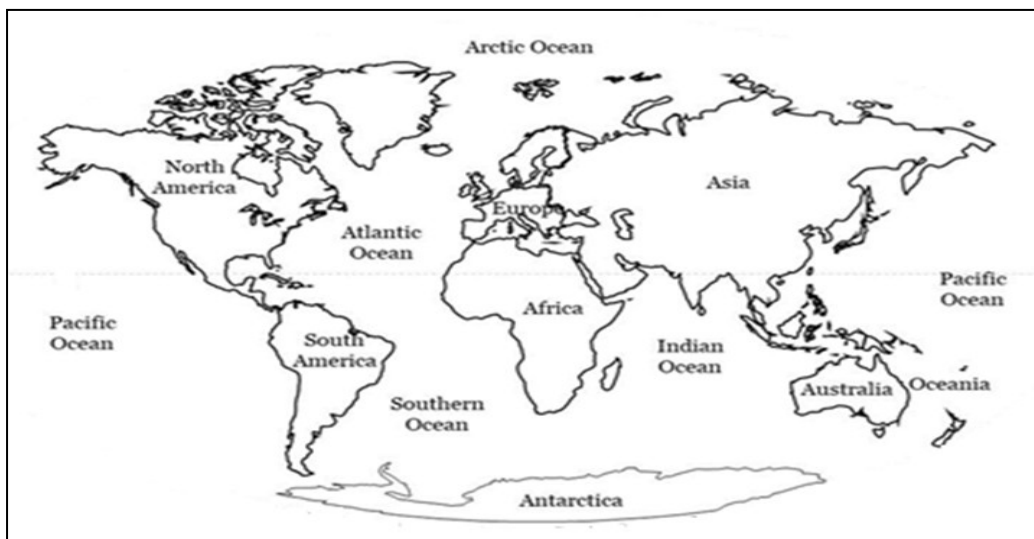 Arctic Ocean
North
America
Asia
Europe
Atlantic
Ocean
Pacific
Ocean
Africa
Pacific
Ocean
Indian
Ocean
South
America
Australia
Oceania
Southern
Ocean
Antarctica